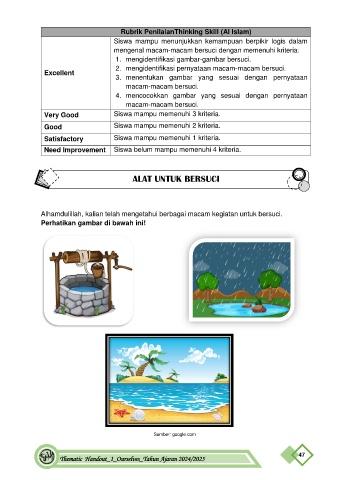 Rubrik PenilaianThinking Skill (Al Islam)
Excellent
Siswa mampu menunjukkan kemampuan berpikir logis dalam
mengenal macam-macam bersuci dengan memenuhi kriteria:
1. mengidentifikasi gambar-gambar bersuci.
2. mengidentifikasi pernyataan macam-macam bersuci.
3. menentukan gambar yang sesuai dengan pernyataan
macam-macam bersuci.
4. mencocokkan gambar yang sesuai dengan pernyataan
macam-macam bersuci.
Very Good Siswa mampu memenuhi 3 kriteria.
Good Siswa mampu memenuhi 2 kriteria.
Satisfactory Siswa mampu memenuhi 1 kriteria.
Need Improvement Siswa belum mampu memenuhi 4 kriteria.
ALAT UNTUK BERSUCI
Alhamdulillah, kalian telah mengetahui berbagai macam kegiatan untuk bersuci.
Perhatikan gambar di bawah ini!
Sumber: google.com
Thematic Handout_1_Ourselves_Tahun Ajaran 2024/2025
47